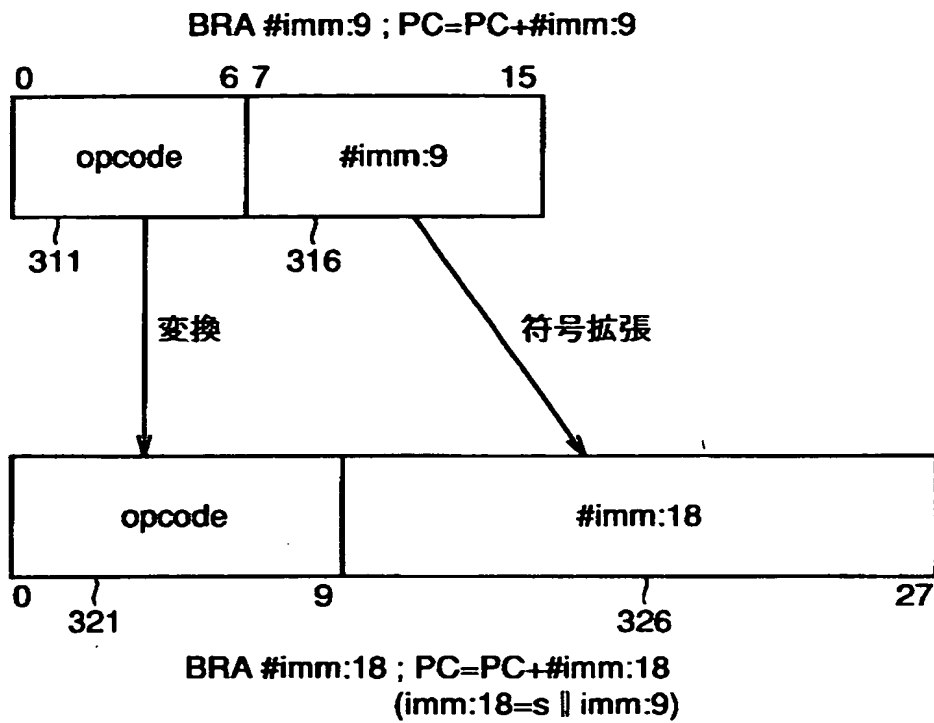 BRA #imm:9 ; PC=PC+#imm:9
0 6 7 15
opcode #imm:9
311 316
変換 符号拡張
opcode #imm:18
0 321 9 326 27
BRA #imm:18 ; PC=PC+#imm:18
(imm:18=s || imm:9)